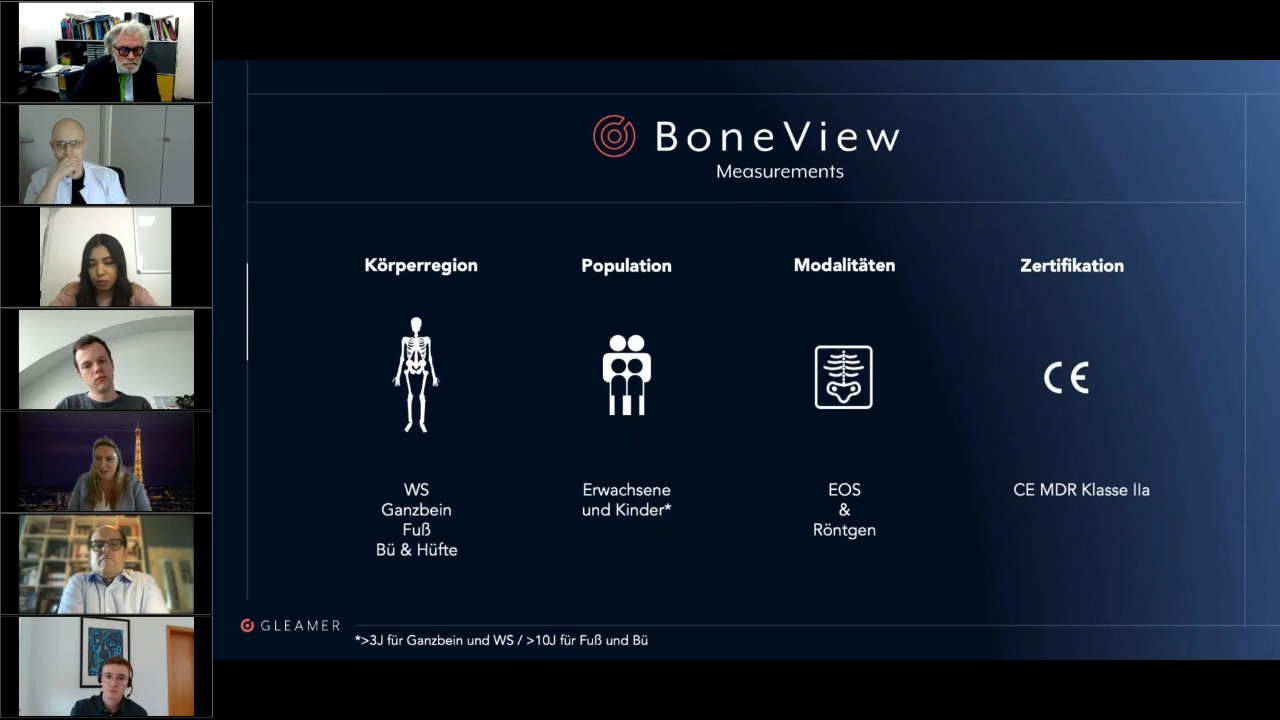 BoneView
Measurements
Körperregion
Population
Modalitäten
Zertifikation
CE
WS
Ganzbein
Fuß
Bü & Hüfte
Erwachsene
und Kinder*
EOS
&
Röntgen
CE MDR Klasse IIa
GLEAMER
*>3J für Ganzbein und WS / >10J für Fuß und Bü